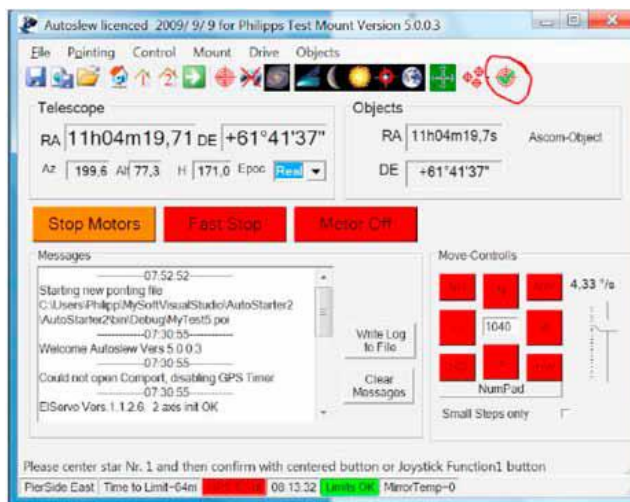 Autoslew licenced 2009/ 9/ 9 for Philipps Test Mount Version 5.0.0.3
File Pointing Control Mount Drive Objects
Telescope
RA 11h04m19,71 DE +61°41'37"
Az 199,6 Alt 77,3 H 171,0 Epoc Real
Objects
RA 11h04m19,7s Ascom-Object
DE +61°41'37"
Stop Motors Fast Stop Motor Off
Messages
--------------07:52:52--------------
Starting new ponting file
C:\Users\Philipp\MySoftVisualStudio\AutoStarter2
\AutoStarter2\bin\Debug\MyTest5.poi
--------------07:30:55--------------
Welcome Autoslew Vers 5.0.0.3
--------------07:30:55--------------
Could not open Comport, disabling GPS Timer
--------------07:30:55--------------
ElServo Vers.1.1.2.6. 2 axis init OK
Write Log
to File
Clear
Messages
Move-Controlls
4,33 °/s
1040
NumPad
Small Steps only
Please center star Nr. 1 and then confirm with centered button or Joystick Function1 button
PierSide East Time to Limit-64m 08:13:32 Limits OK MirrorTemp=0